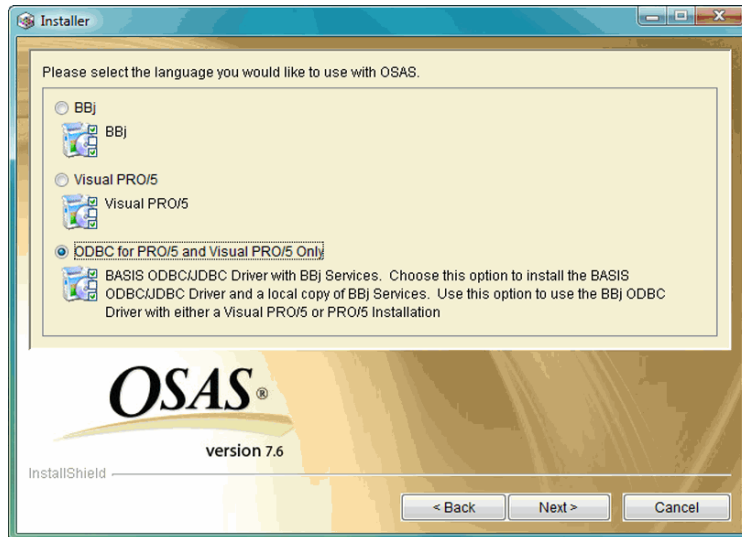 Installer
Please select the language you would like to use with OSAS.
BBj
BBj
Visual PRO/5
Visual PRO/5
ODBC for PRO/5 and Visual PRO/5 Only
BASIS ODBC/JDBC Driver with BBj Services. Choose this option to install the BASIS
ODBC/JDBC Driver and a local copy of BBj Services. Use this option to use the BBj ODBC
Driver with either a Visual PRO/5 or PRO/5 Installation
OSAS®
version 7.6
InstallShield
< Back Next > Cancel